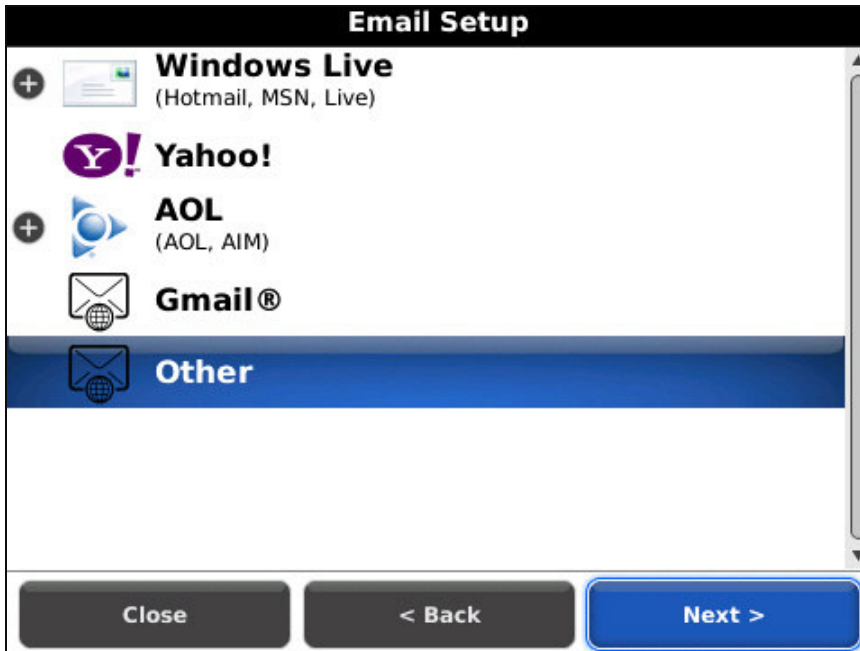 Email Setup
Windows Live
(Hotmail, MSN, Live)
Y!
Yahoo!
AOL
(AOL, AIM)
Gmail®
Other
Close
< Back
Next >